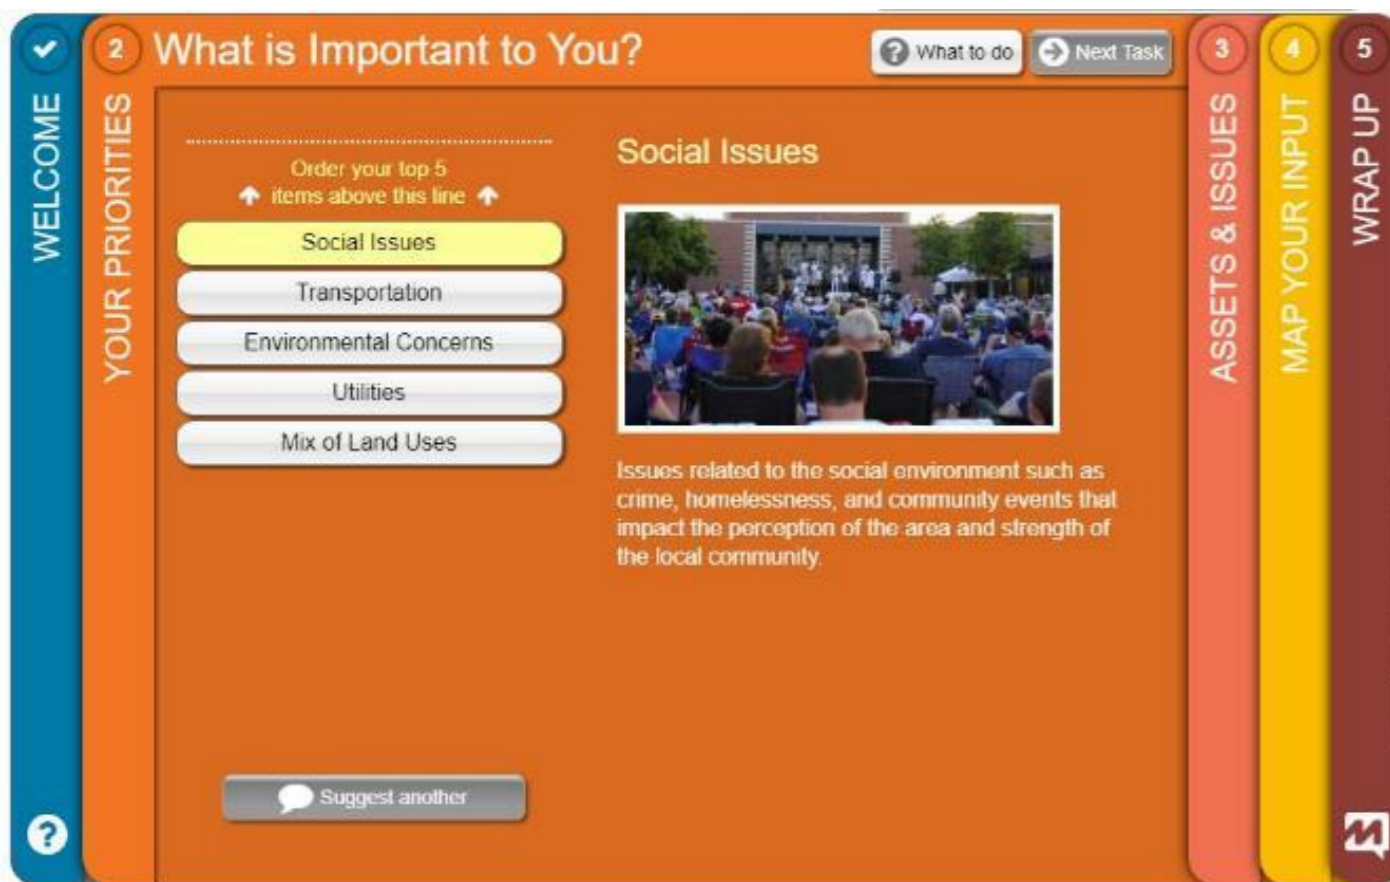 WELCOME
2
YOUR PRIORITIES
What is Important to You?
What to do
Next Task
Order your top 5
items above this line
Social Issues
Transportation
Environmental Concerns
Utilities
Mix of Land Uses
Suggest another
Social Issues
Issues related to the social environment such as
crime, homelessness, and community events that
impact the perception of the area and strength of
the local community.
3
ASSETS & ISSUES
4
MAP YOUR INPUT
5
WRAP UP